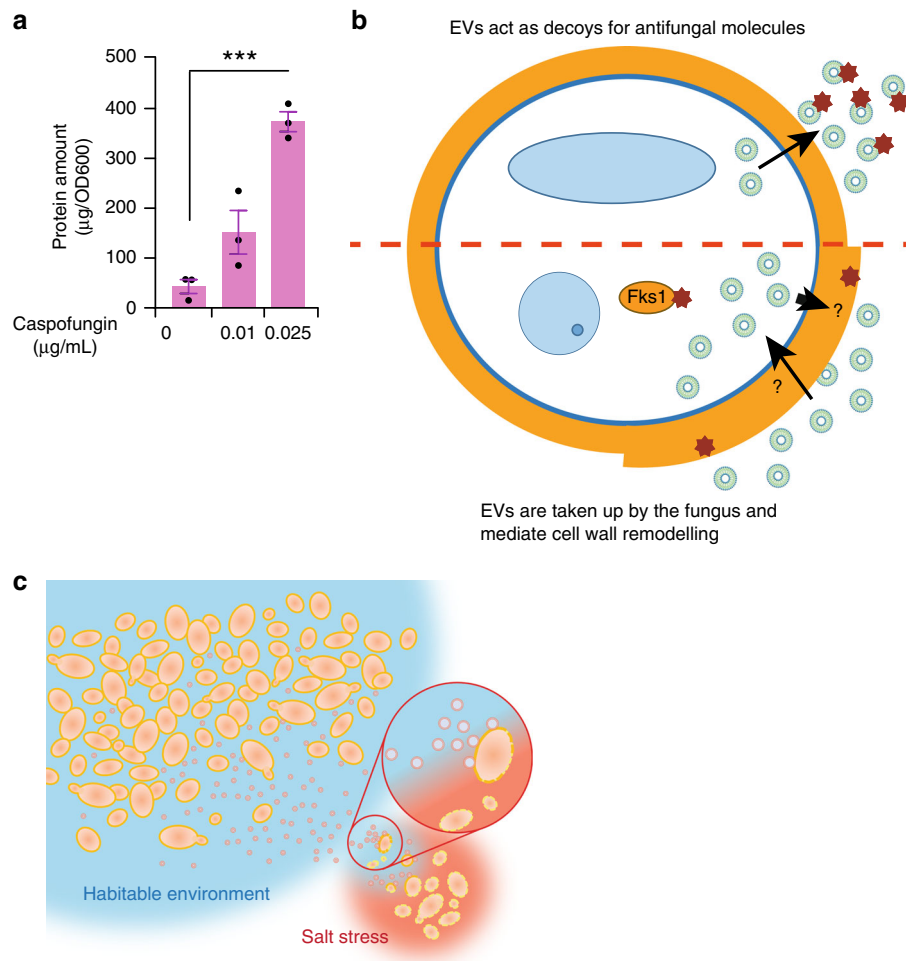 a
500
400
300
200
100
0
Protein amount
(μg/OD600)
***
Caspofungin
(μg/mL)
0
0.01
0.025
b
EVs act as decoys for antifungal molecules
Fks1
?
?
EVs are taken up by the fungus and
mediate cell wall remodelling
c
Habitable environment
Salt stress